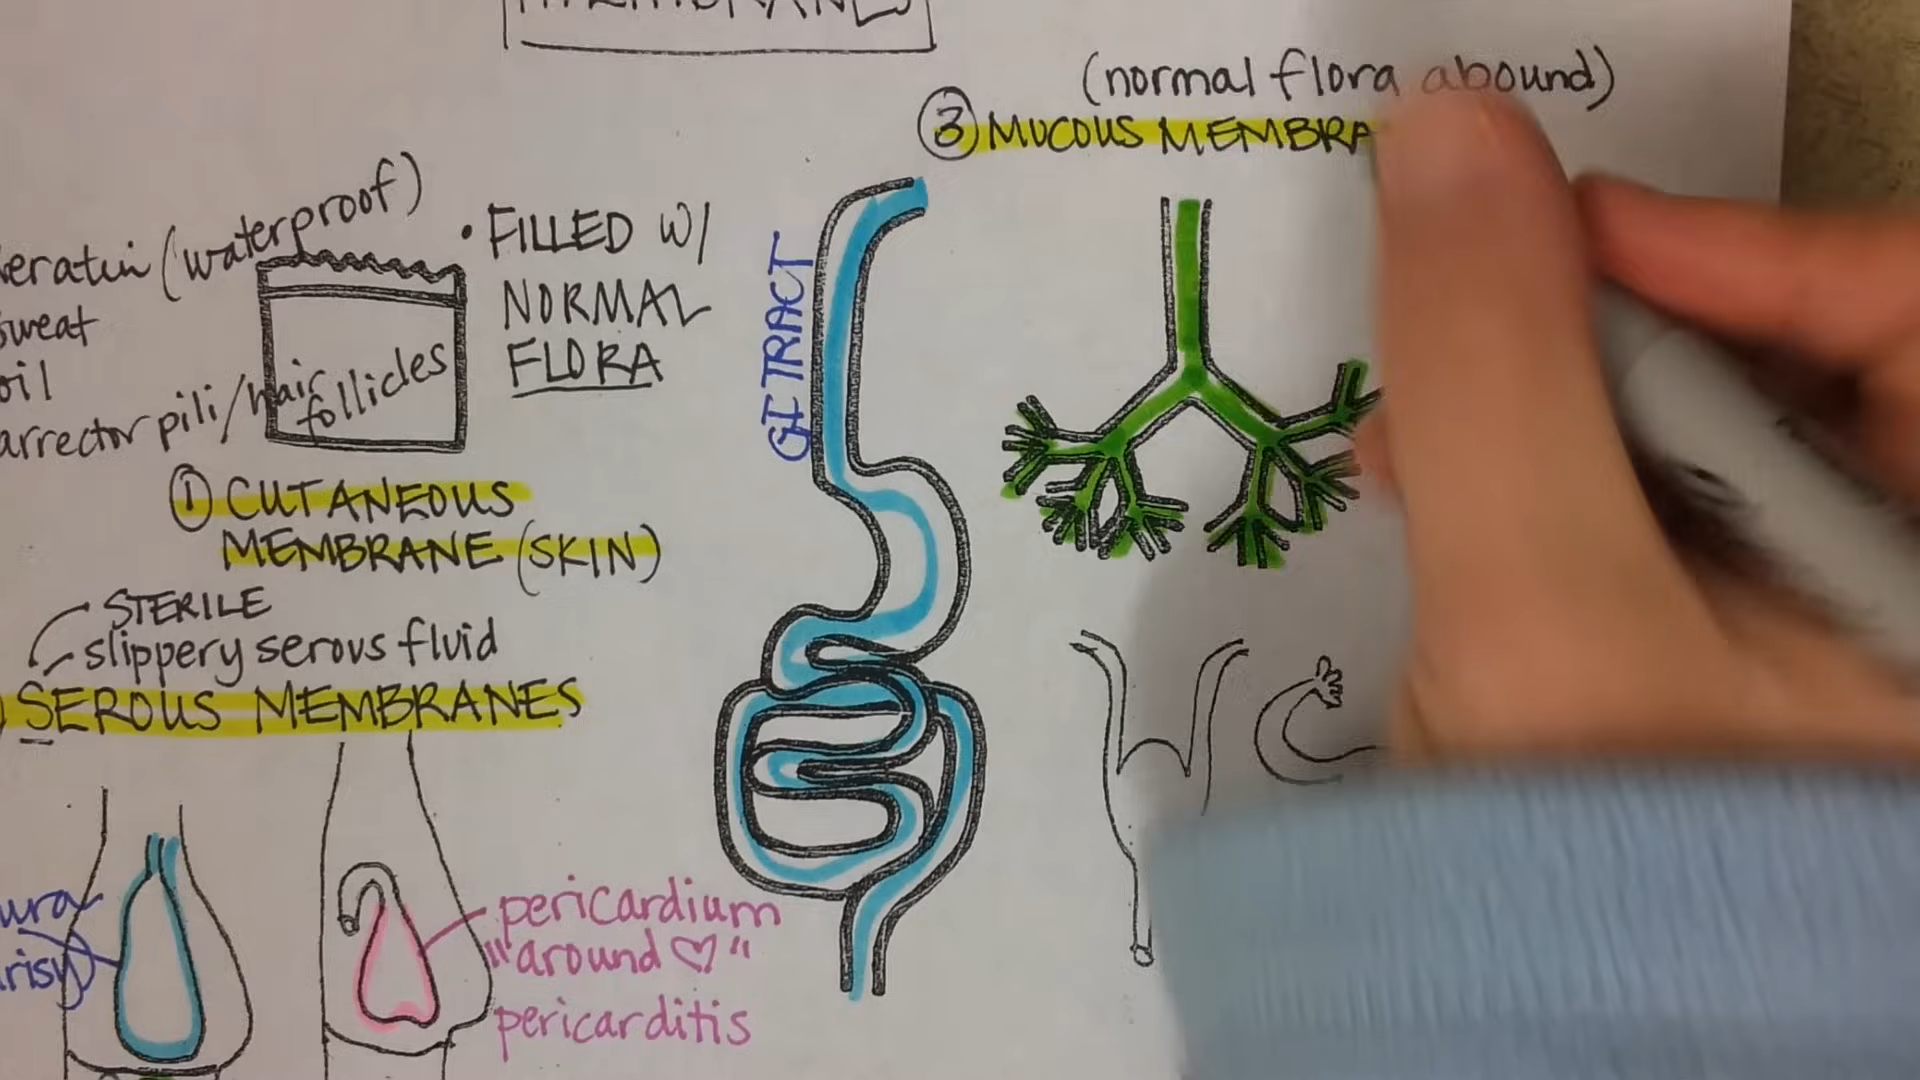 (normal flora abound)
③ MUCOUS MEMBRA
(waterproof)
sweat
oil
arrector pili/hair
follicles
• FILLED W/
NORMAL
FLORA
① CUTANEOUS
MEMBRANE (SKIN)
STERILE
slippery serous fluid
SEROUS MEMBRANES
GI TRACT
pericardium
"around ♡"
pericarditis